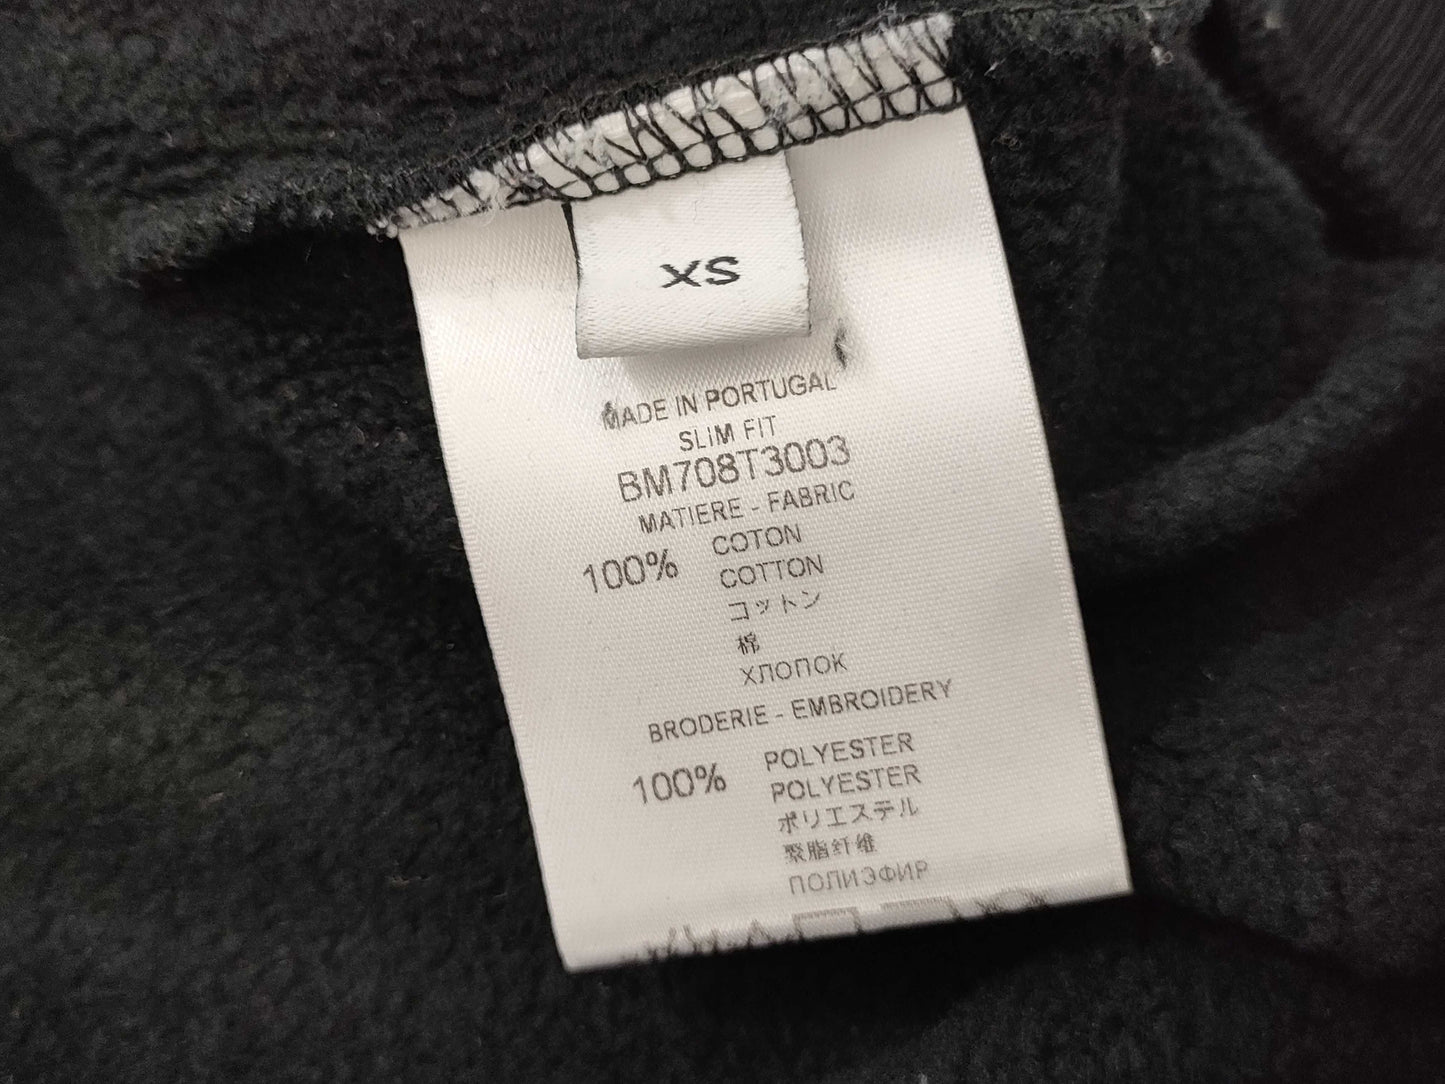 XS
MADE IN PORTUGAL
SLIM FIT
BM708T3003
MATIERE - FABRIC
100% COTON
COTTON
コットン
棉
ХЛОПОК
BRODERIE - EMBROIDERY
100% POLYESTER
POLYESTER
ポリエステル
聚脂纤维
ПОЛИЭФИР